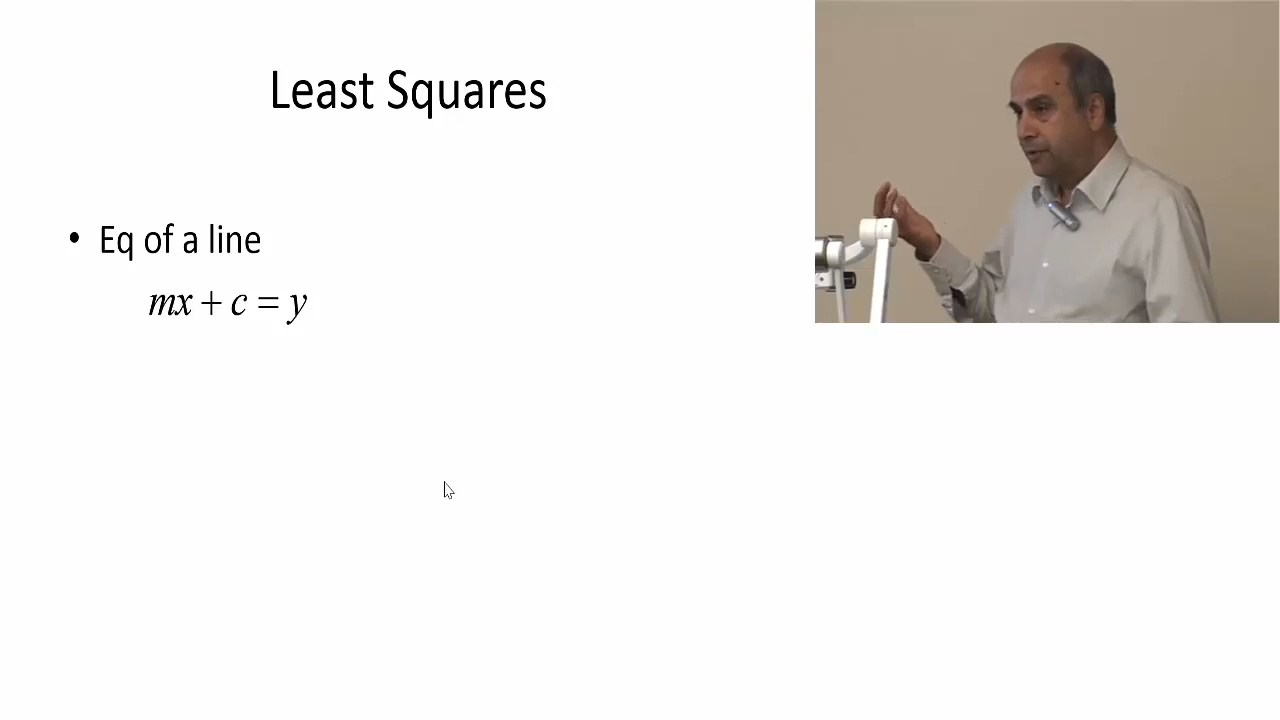 Least Squares
• Eq of a line
mx + c = y